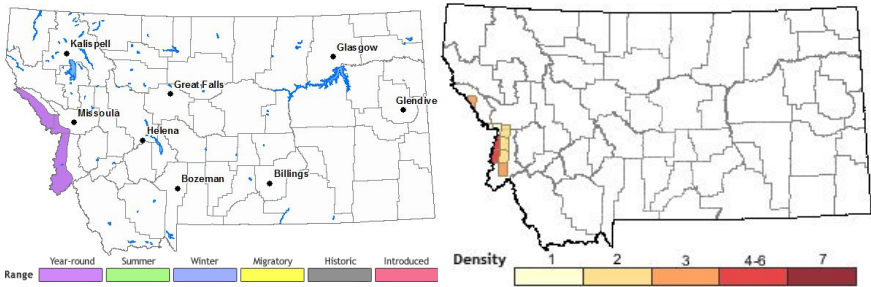 Kalispell
Glasgow
Great Falls
Glendive
Missoula
Helena
Bozeman
Billings
Range Year-round Summer Winter Migratory Historic Introduced
Density 1 2 3 4-6 7